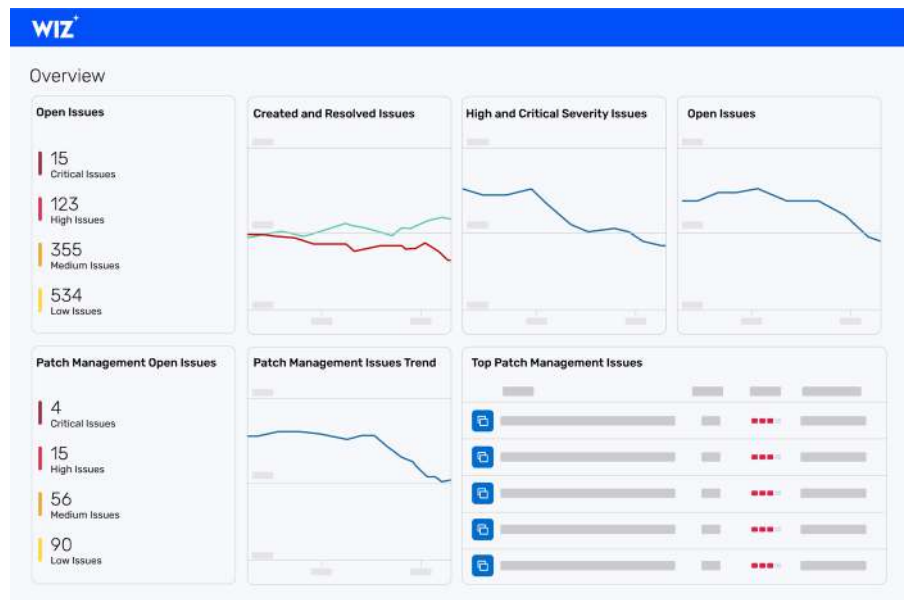 WIZ
Overview
Open Issues
15
Critical Issues
123
High Issues
355
Medium Issues
534
Low Issues
Created and Resolved Issues
High and Critical Severity Issues
Open Issues
Patch Management Open Issues
4
Critical Issues
15
High Issues
56
Medium Issues
90
Low Issues
Patch Management Issues Trend
Top Patch Management Issues